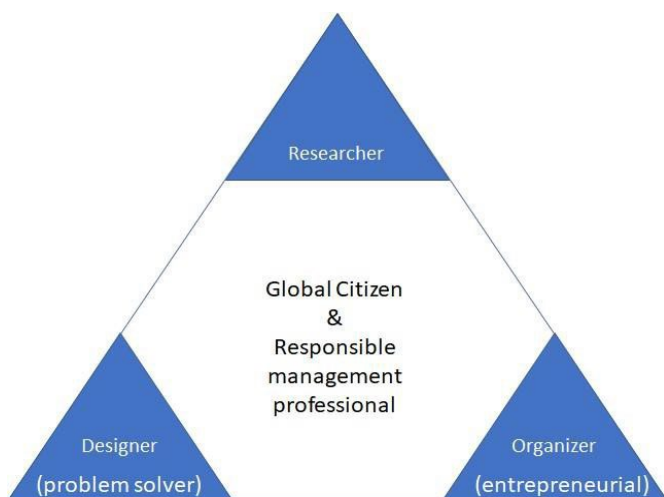 Researcher
Global Citizen
&
Responsible
management
professional
Designer
(problem solver)
Organizer
(entrepreneurial)